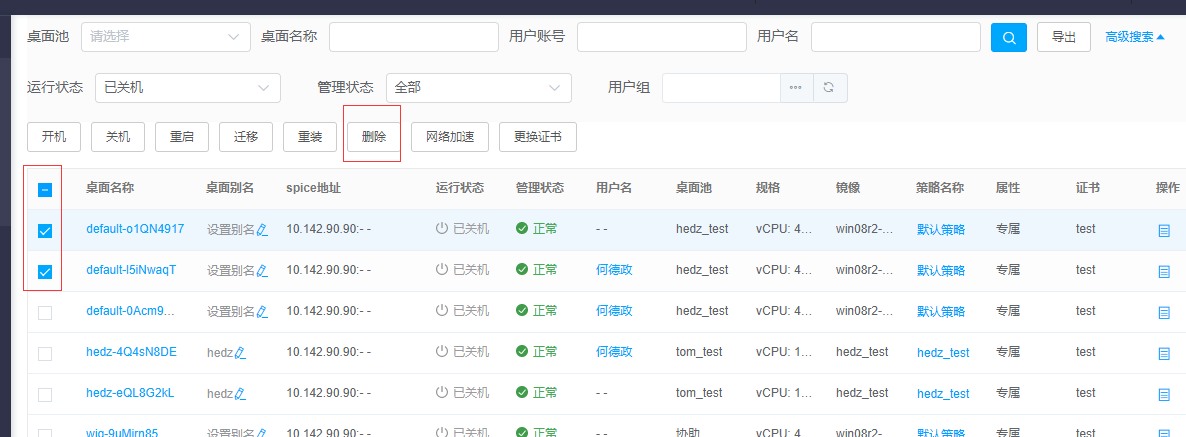 桌面池 请选择 桌面名称 用户账号 用户名 导出 高级搜索
运行状态 已关机 管理状态 全部 用户组
开机 关机 重启 迁移 重装 删除 网络加速 更换证书
桌面名称 桌面别名 spice地址 运行状态 管理状态 用户名 桌面池 规格 镜像 策略名称 属性 证书 操作
default-o1QN4917 设置别名 10.142.90.90:- - 已关机 正常 - - hedz_test vCPU: 4... win08r2-... 默认策略 专属 test
default-l5iNwaqT 设置别名 10.142.90.90:- - 已关机 正常 何德政 hedz_test vCPU: 4... win08r2-... 默认策略 专属 test
default-0Acm9... 设置别名 10.142.90.90:- - 已关机 正常 - - hedz_test vCPU: 4... win08r2-... 默认策略 专属 test
hedz-4Q4sN8DE hedz 10.142.90.90:- - 已关机 正常 何德政 tom_test vCPU: 1... hedz_test hedz_test 专属 test
hedz-eQL8G2kL hedz 10.142.90.90:- - 已关机 正常 - - tom_test vCPU: 1... hedz_test hedz_test 专属 test
设置别名 10.142.90.90:- - 已关机 正常 - - 协助 vCPU: 4 win08r2-... 默认策略 专属 test